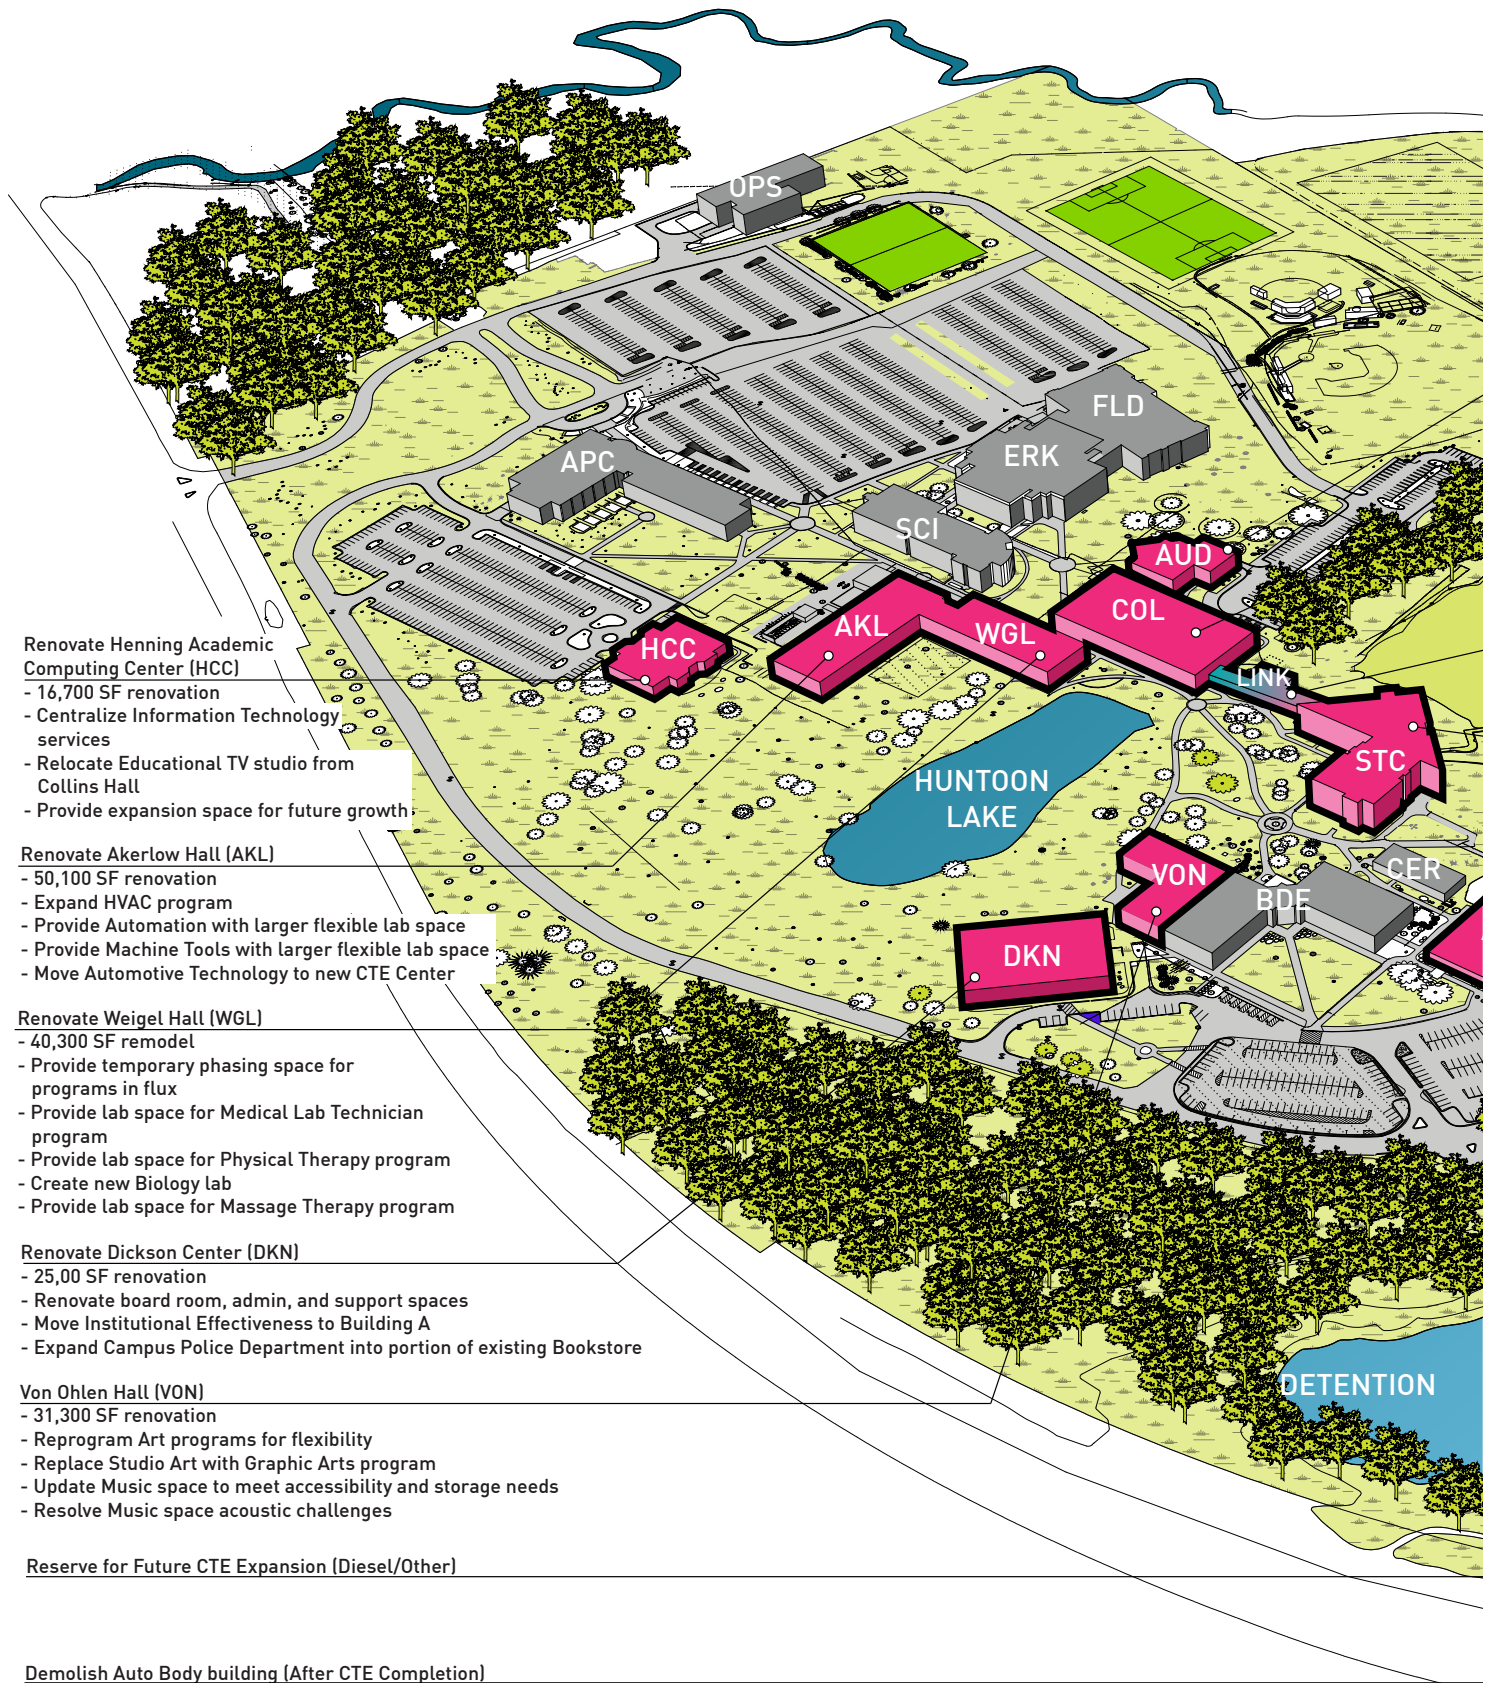 OPS
FLD
ERK
APC
SCI
AUD
COL
AKL
WGL
HCC
LINK
STC
HUNTOON
LAKE
VON
CER
BDE
DKN
DETENTION
Renovate Henning Academic
Computing Center (HCC)
- 16,700 SF renovation
- Centralize Information Technology
services
- Relocate Educational TV studio from
Collins Hall
- Provide expansion space for future growth
Renovate Akerlow Hall (AKL)
- 50,100 SF renovation
- Expand HVAC program
- Provide Automation with larger flexible lab space
- Provide Machine Tools with larger flexible lab space
- Move Automotive Technology to new CTE Center
Renovate Weigel Hall (WGL)
- 40,300 SF remodel
- Provide temporary phasing space for
programs in flux
- Provide lab space for Medical Lab Technician
program
- Provide lab space for Physical Therapy program
- Create new Biology lab
- Provide lab space for Massage Therapy program
Renovate Dickson Center (DKN)
- 25,00 SF renovation
- Renovate board room, admin, and support spaces
- Move Institutional Effectiveness to Building A
- Expand Campus Police Department into portion of existing Bookstore
Von Ohlen Hall (VON)
- 31,300 SF renovation
- Reprogram Art programs for flexibility
- Replace Studio Art with Graphic Arts program
- Update Music space to meet accessibility and storage needs
- Resolve Music space acoustic challenges
Reserve for Future CTE Expansion (Diesel/Other)
Demolish Auto Body building (After CTE Completion)